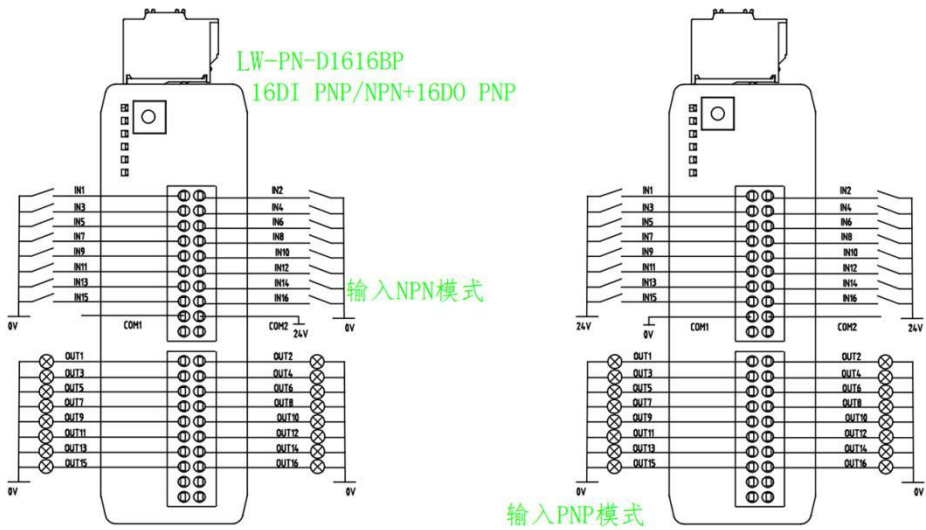 LW-PN-D1616BP
16DI PNP/NPN+16DO PNP
IN1 IN2
IN3 IN4
IN5 IN6
IN7 IN8
IN9 IN10
IN11 IN12
IN13 IN14
IN15 IN16
0V COM1 COM2 24V 0V
输入NPN模式
OUT1 OUT2
OUT3 OUT4
OUT5 OUT6
OUT7 OUT8
OUT9 OUT10
OUT11 OUT12
OUT13 OUT14
OUT15 OUT16
0V 0V
IN1 IN2
IN3 IN4
IN5 IN6
IN7 IN8
IN9 IN10
IN11 IN12
IN13 IN14
IN15 IN16
24V 0V COM1 COM2 24V
OUT1 OUT2
OUT3 OUT4
OUT5 OUT6
OUT7 OUT8
OUT9 OUT10
OUT11 OUT12
OUT13 OUT14
OUT15 OUT16
0V 0V
输入PNP模式